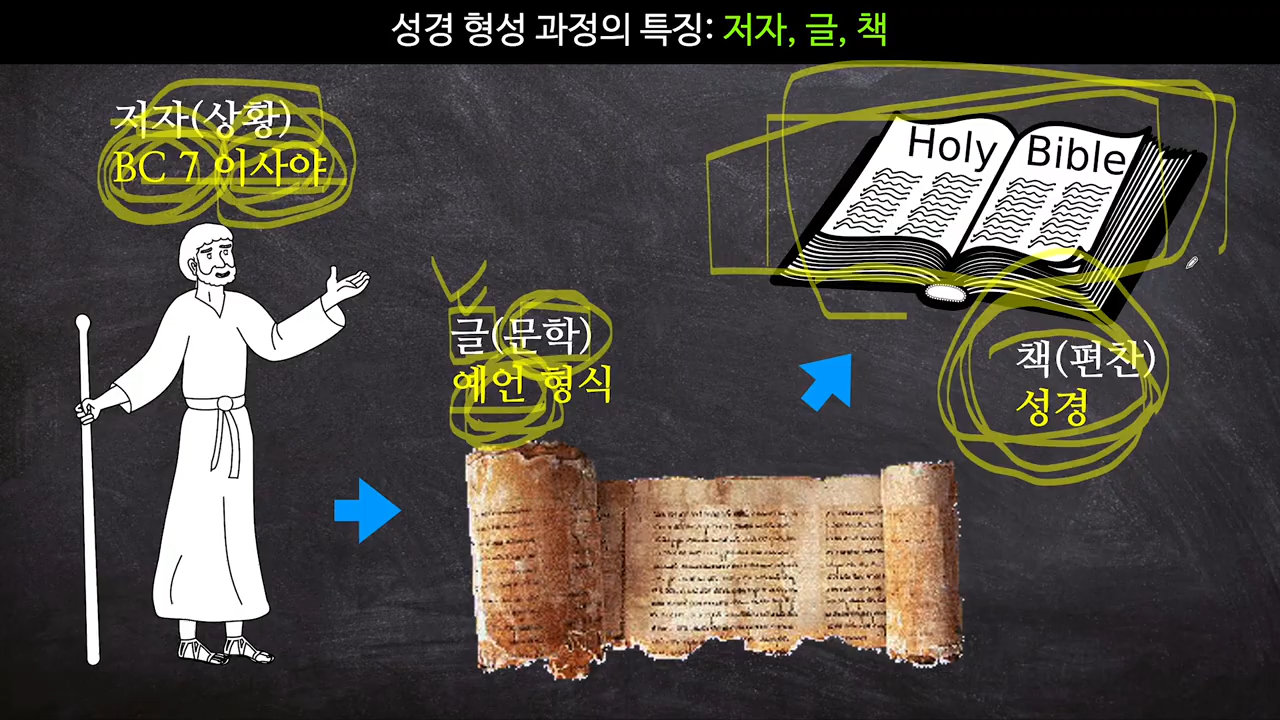 성경 형성 과정의 특징: 저자, 글, 책
저자(상황)
BC 7 이사야
Holy Bible
글(문학)
예언 형식
책(편찬)
성경